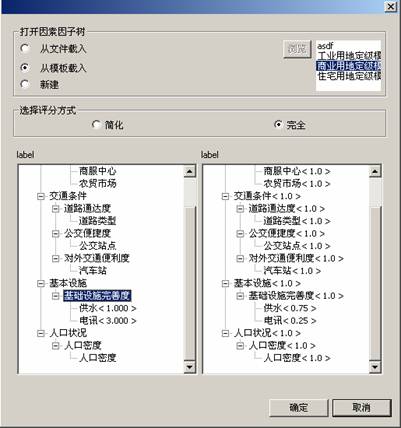 打开因素因子树
从文件载入
从模板载入
新建
浏览
asdf
工业用地定级模
商业用地定级模
住宅用地定级模
选择评分方式
简化
完全
label
商服中心
农贸市场
交通条件
道路通达度
道路类型
公交便捷度
公交站点
对外交通便利度
汽车站
基本设施
基础设施完善度
供水< 1.000 >
电讯< 3.000 >
人口状况
人口密度
人口密度
label
商服中心< 1.0 >
农贸市场< 1.0 >
交通条件< 1.0 >
道路通达度< 1.0 >
道路类型< 1.0 >
公交便捷度< 1.0 >
公交站点< 1.0 >
对外交通便利度< 1.0 >
汽车站< 1.0 >
基本设施< 1.0 >
基础设施完善度< 1.0 >
供水< 0.75 >
电讯< 0.25 >
人口状况< 1.0 >
人口密度< 1.0 >
人口密度< 1.0 >
确定
取消